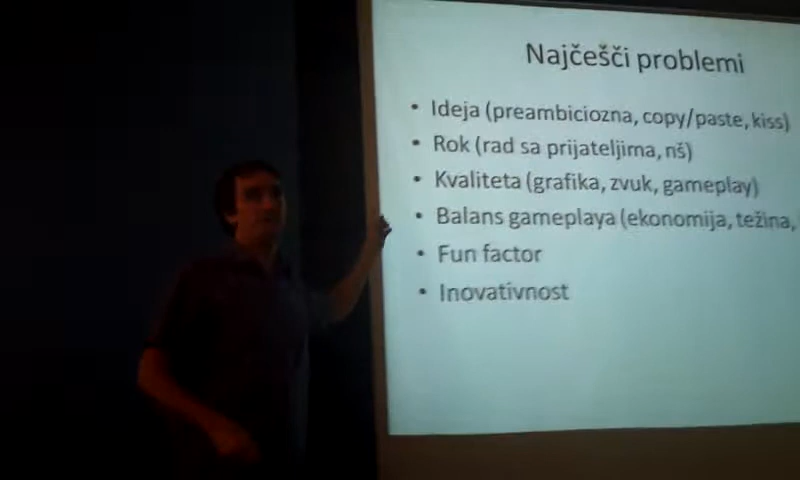 Najčešči problemi
• Ideja (preambiciozna, copy/paste, kiss)
• Rok (rad sa prijateljima, nš)
• Kvaliteta (grafika, zvuk, gameplay)
• Balans gameplaya (ekonomija, težina,
• Fun factor
• Inovativnost